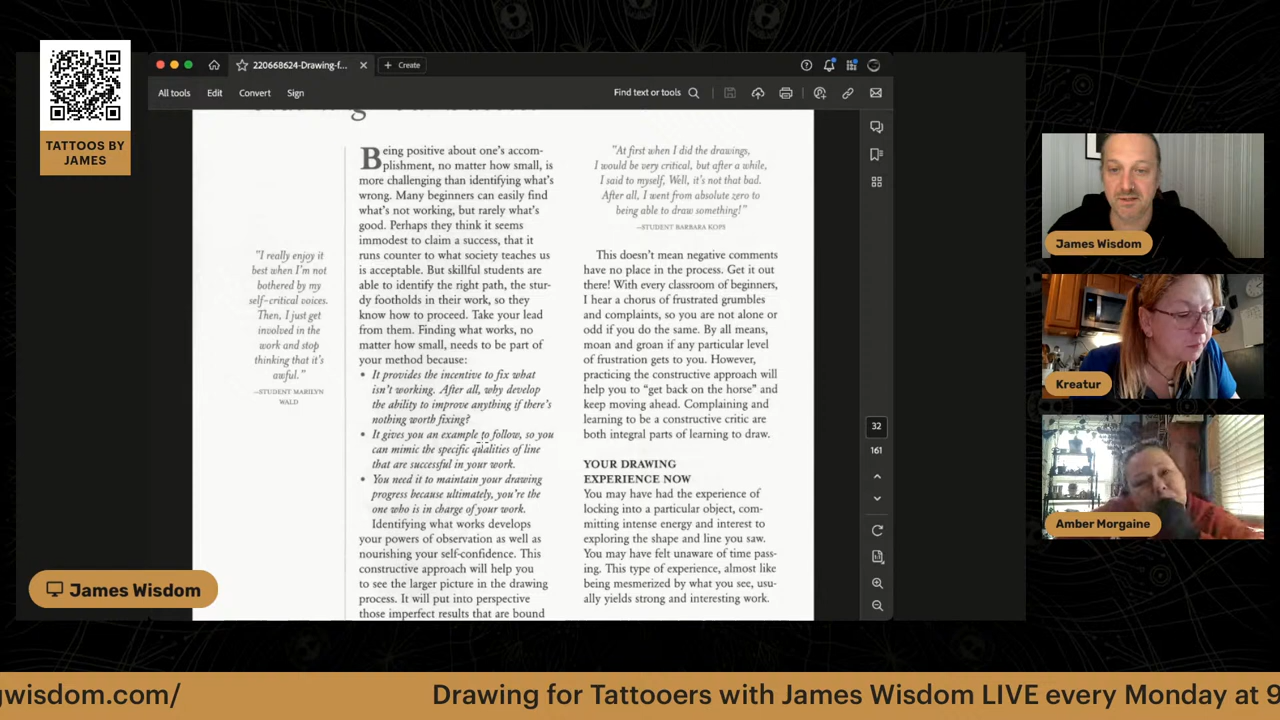 TATTOOS BY
JAMES
220668624-Drawing-f...
Create
All tools
Edit
Convert
Sign
Find text or tools
Being positive about one's accom-
plishment, no matter how small, is
more challenging than identifying what's
wrong. Many beginners can easily find
what's not working, but rarely what's
good. Perhaps they think it seems
immodest to claim a success, that it
runs counter to what society teaches us
is acceptable. But skillful students are
able to identify the right path, the stur-
dy footholds in their work, so they
know how to proceed. Take your lead
from them. Finding what works, no
matter how small, needs to be part of
your method because:
• It provides the incentive to fix what
isn't working. After all, why develop
the ability to improve anything if there's
nothing worth fixing?
• It gives you an example to follow, so you
can mimic the specific qualities of line
that are successful in your work.
• You need it to maintain your drawing
progress because ultimately, you're the
one who is in charge of your work.
Identifying what works develops
your powers of observation as well as
nourishing your self-confidence. This
constructive approach will help you
to see the larger picture in the drawing
process. It will put into perspective
those imperfect results that are bound
"I really enjoy it
best when I'm not
bothered by my
self-critical voices.
Then, I just get
involved in the
work and stop
thinking that it's
awful."
—STUDENT MARILYN
WALD
"At first when I did the drawings,
I would be very critical, but after a while,
I said to myself, Well, it's not that bad.
After all, I went from absolute zero to
being able to draw something!"
—STUDENT BARBARA KOPS
This doesn't mean negative comments
have no place in the process. Get it out
there! With every classroom of beginners,
I hear a chorus of frustrated grumbles
and complaints, so you are not alone or
odd if you do the same. By all means,
moan and groan if any particular level
of frustration gets to you. However,
practicing the constructive approach will
help you to "get back on the horse" and
keep moving ahead. Complaining and
learning to be a constructive critic are
both integral parts of learning to draw.
YOUR DRAWING
EXPERIENCE NOW
You may have had the experience of
locking into a particular object, com-
mitting intense energy and interest to
exploring the shape and line you saw.
You may have felt unaware of time pass-
ing. This type of experience, almost like
being mesmerized by what you see, usu-
ally yields strong and interesting work.
32
161
James Wisdom
Kreatur
Amber Morgaine
James Wisdom
gwisdom.com/
Drawing for Tattooers with James Wisdom LIVE every Monday at 9